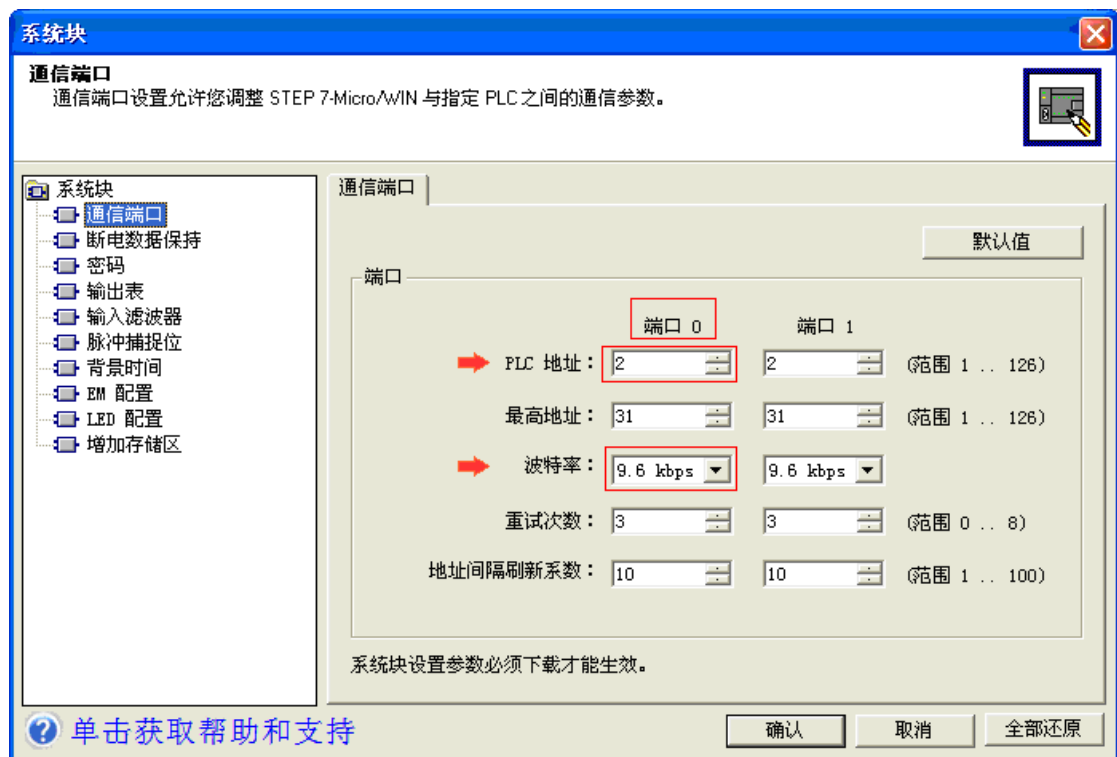 系统块
通信端口
通信端口设置允许您调整 STEP 7-Micro/WIN 与指定 PLC之间的通信参数。
系统块
通信端口
断电数据保持
密码
输出表
输入滤波器
脉冲捕捉位
背景时间
EM 配置
LED 配置
增加存储区
通信端口
默认值
端口
端口 0 端口 1
PLC 地址： 2 2 (范围 1 .. 126)
最高地址： 31 31 (范围 1 .. 126)
波特率： 9.6 kbps 9.6 kbps
重试次数： 3 3 (范围 0 .. 8)
地址间隔刷新系数： 10 10 (范围 1 .. 100)
系统块设置参数必须下载才能生效。
单击获取帮助和支持 确认 取消 全部还原